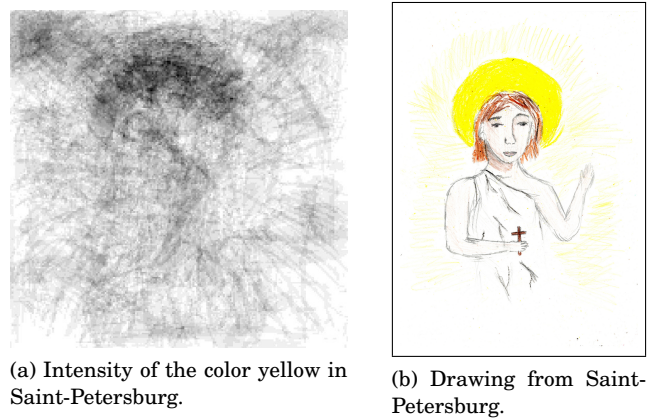 (a) Intensity of the color yellow in
Saint-Petersburg.
(b) Drawing from Saint-
Petersburg.